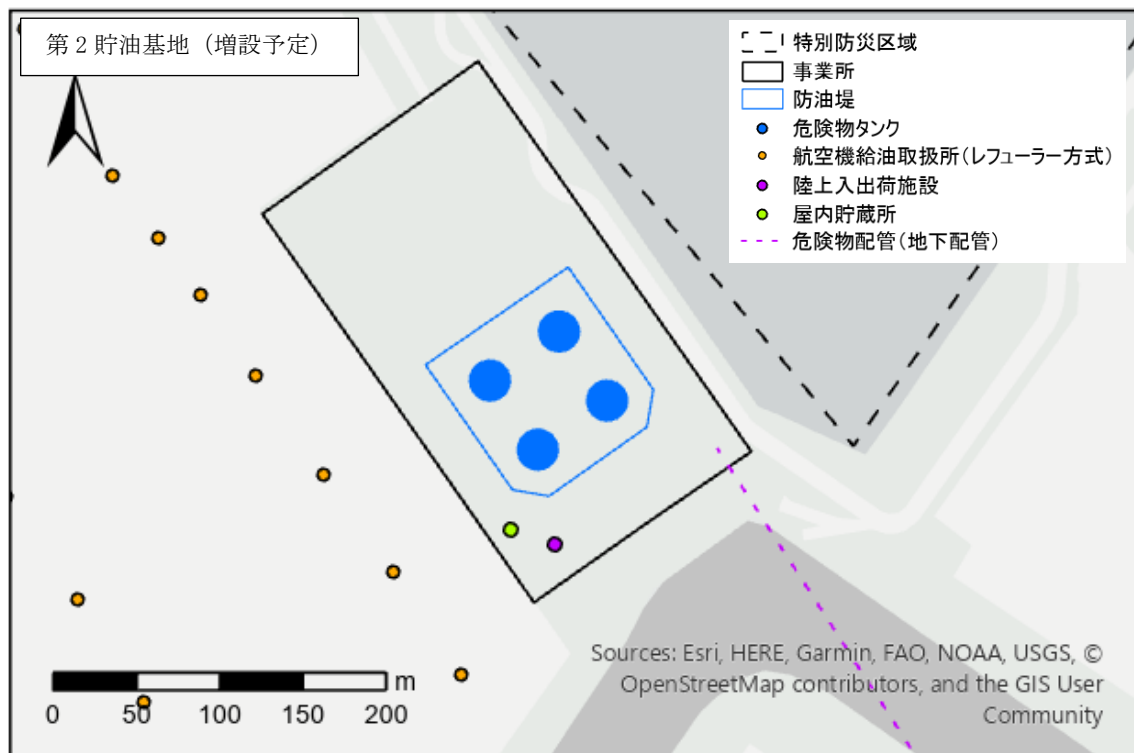 第2貯油基地（増設予定）
特別防災区域
事業所
防油堤
危険物タンク
航空機給油取扱所(レフューラー方式)
陸上入出荷施設
屋内貯蔵所
危険物配管(地下配管)
Sources: Esri, HERE, Garmin, FAO, NOAA, USGS, ©
OpenStreetMap contributors, and the GIS User
Community
m
0 50 100 150 200